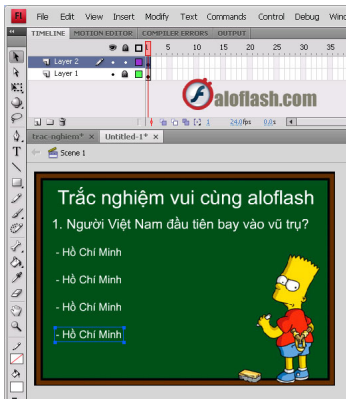 FL File Edit View Insert Modify Text Commands Control Debug Windo
TIMELINE MOTION EDITOR COMPILER ERRORS OUTPUT
5 10 15 20 25 30 35
Layer 2
Layer 1
aloflash.com
1 24.0fps 0.0s
trac-nghiem* × Untitled-1* ×
Scene 1
Trắc nghiệm vui cùng aloflash
1. Người Việt Nam đầu tiên bay vào vũ trụ?
- Hồ Chí Minh
- Hồ Chí Minh
- Hồ Chí Minh
- Hồ Chí Minh